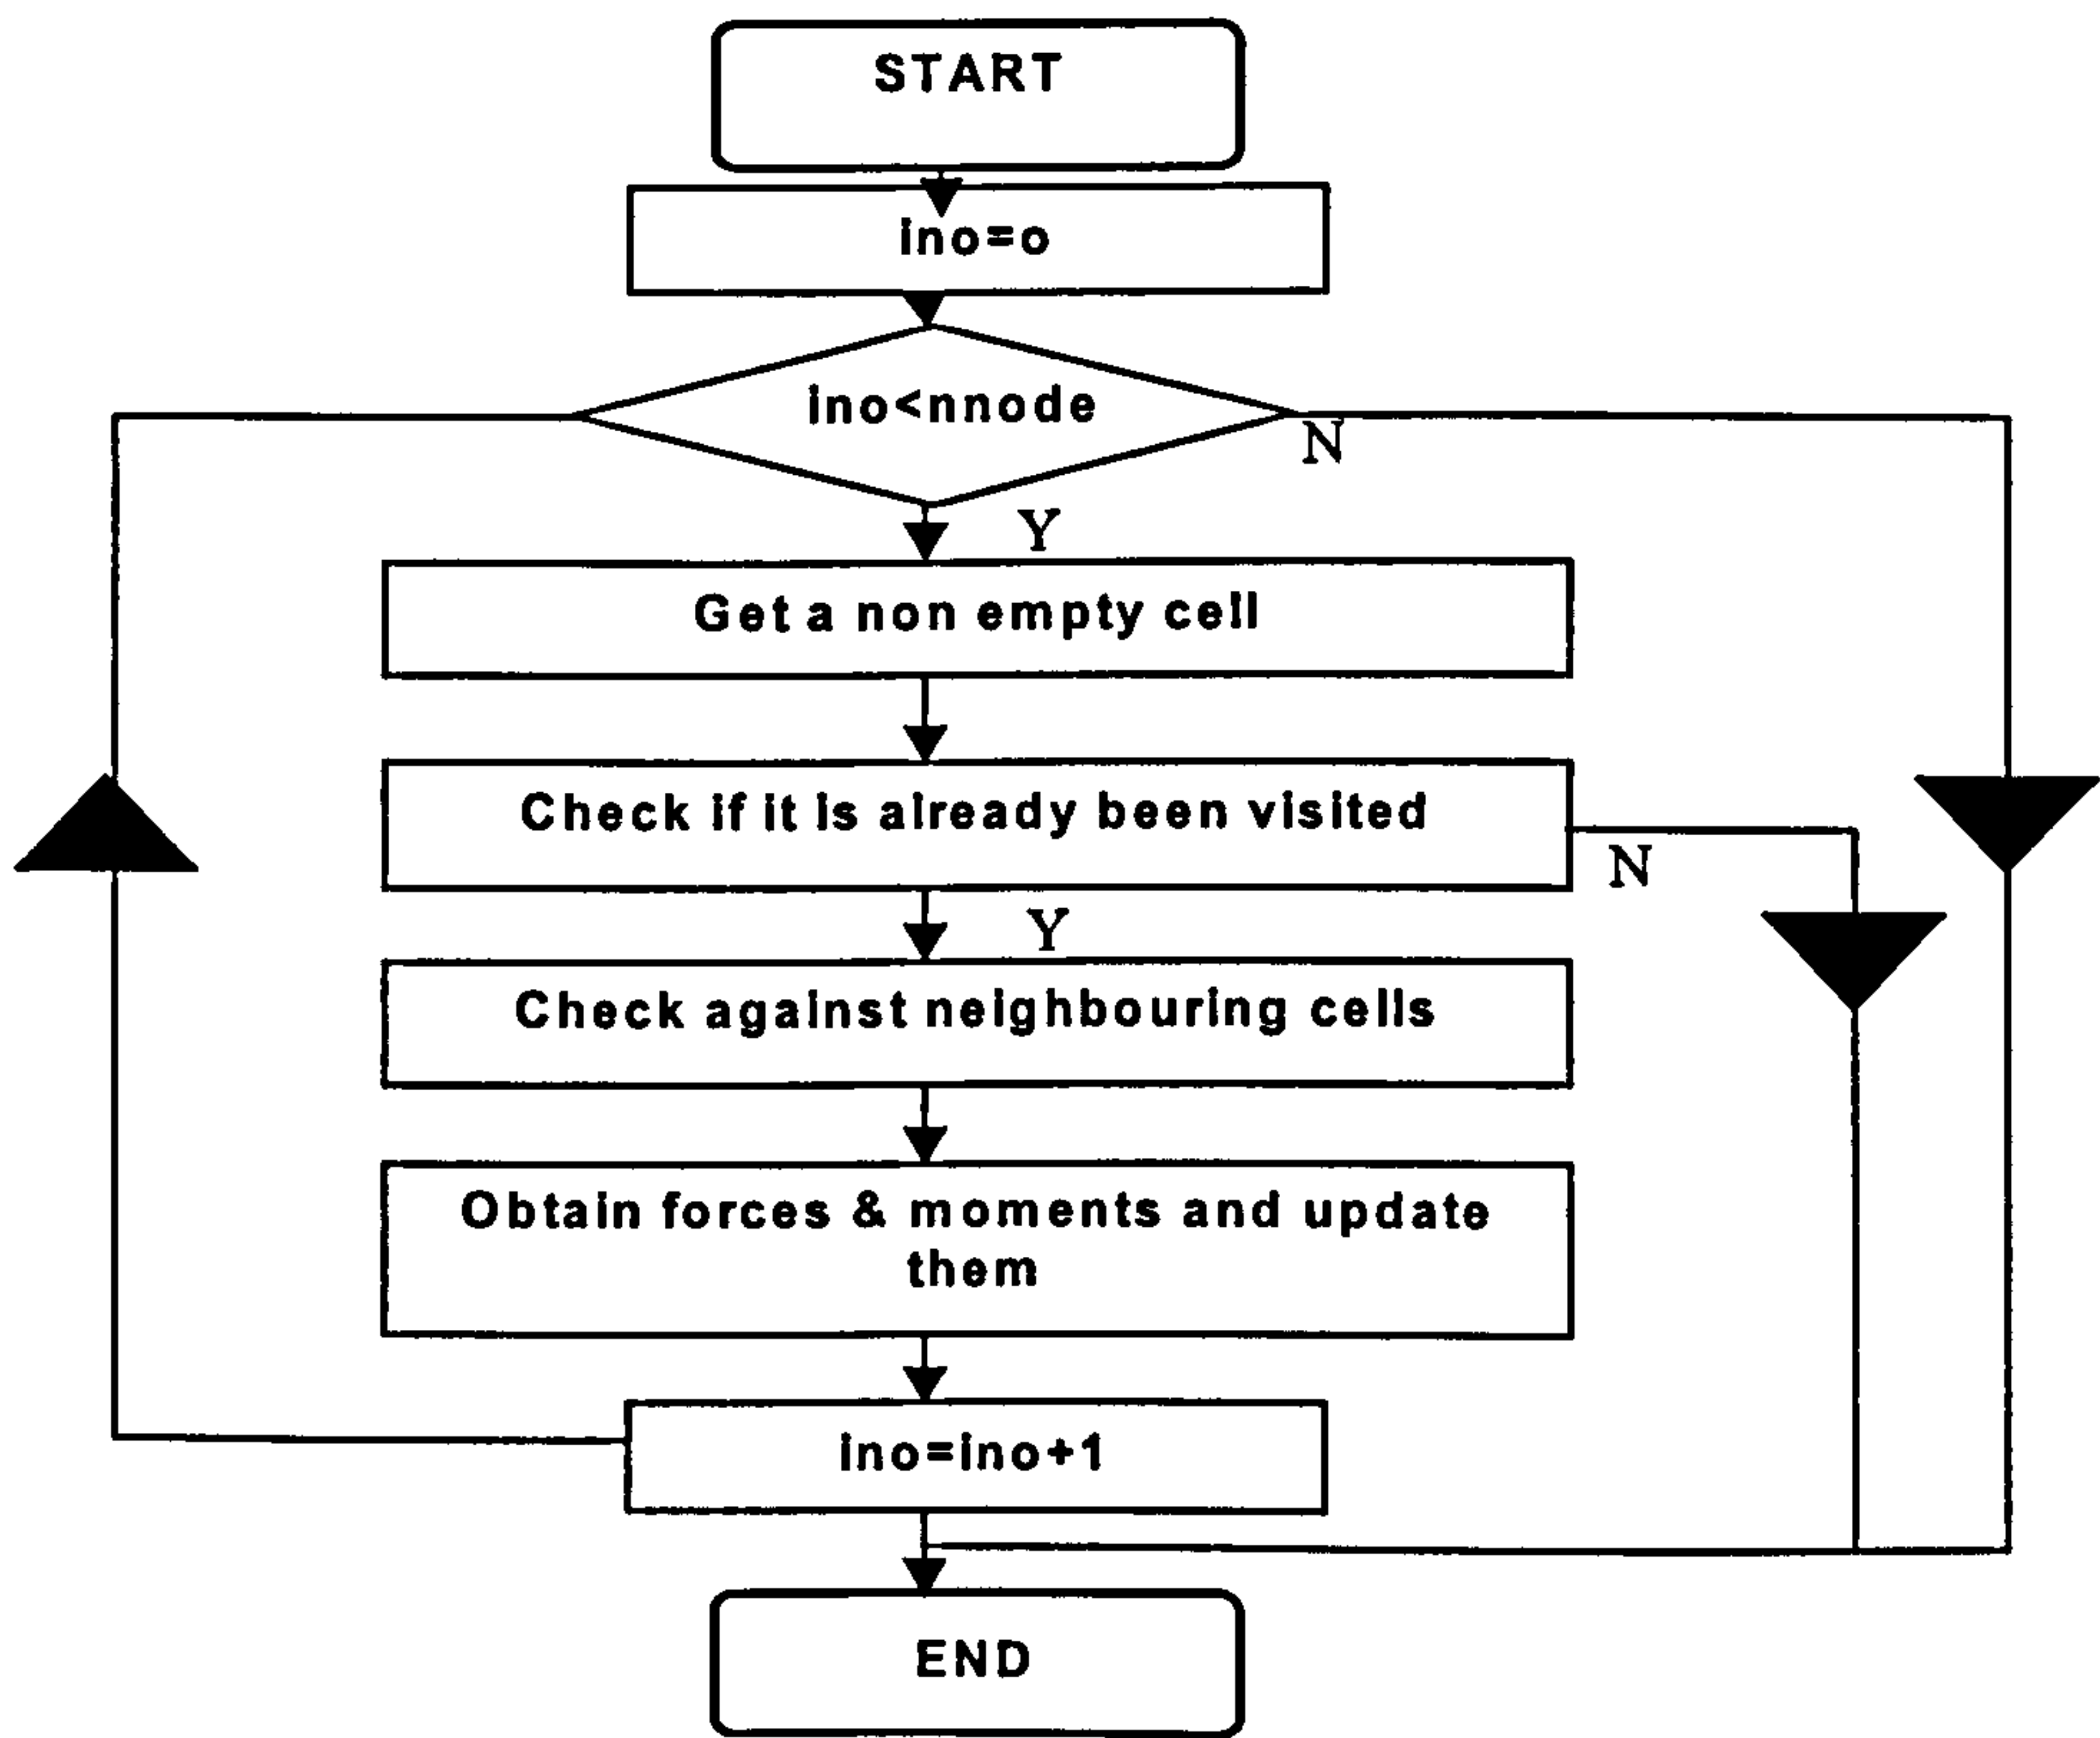 START
ino=o
ino<nnode
N
Y
Get a non empty cell
Check if it is already been visited
N
Y
Check against neighbouring cells
Obtain forces & moments and update
them
ino=ino+1
END